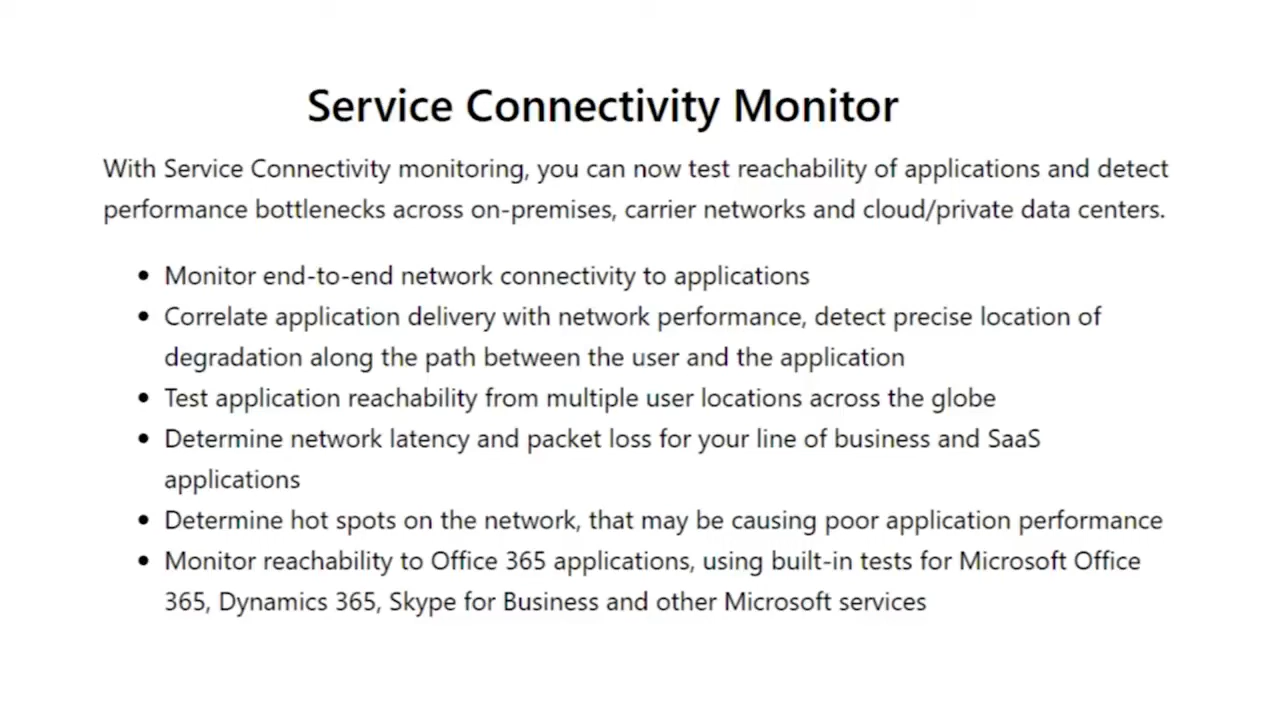 Service Connectivity Monitor
With Service Connectivity monitoring, you can now test reachability of applications and detect
performance bottlenecks across on-premises, carrier networks and cloud/private data centers.
• Monitor end-to-end network connectivity to applications
• Correlate application delivery with network performance, detect precise location of
degradation along the path between the user and the application
• Test application reachability from multiple user locations across the globe
• Determine network latency and packet loss for your line of business and SaaS
applications
• Determine hot spots on the network, that may be causing poor application performance
• Monitor reachability to Office 365 applications, using built-in tests for Microsoft Office
365, Dynamics 365, Skype for Business and other Microsoft services